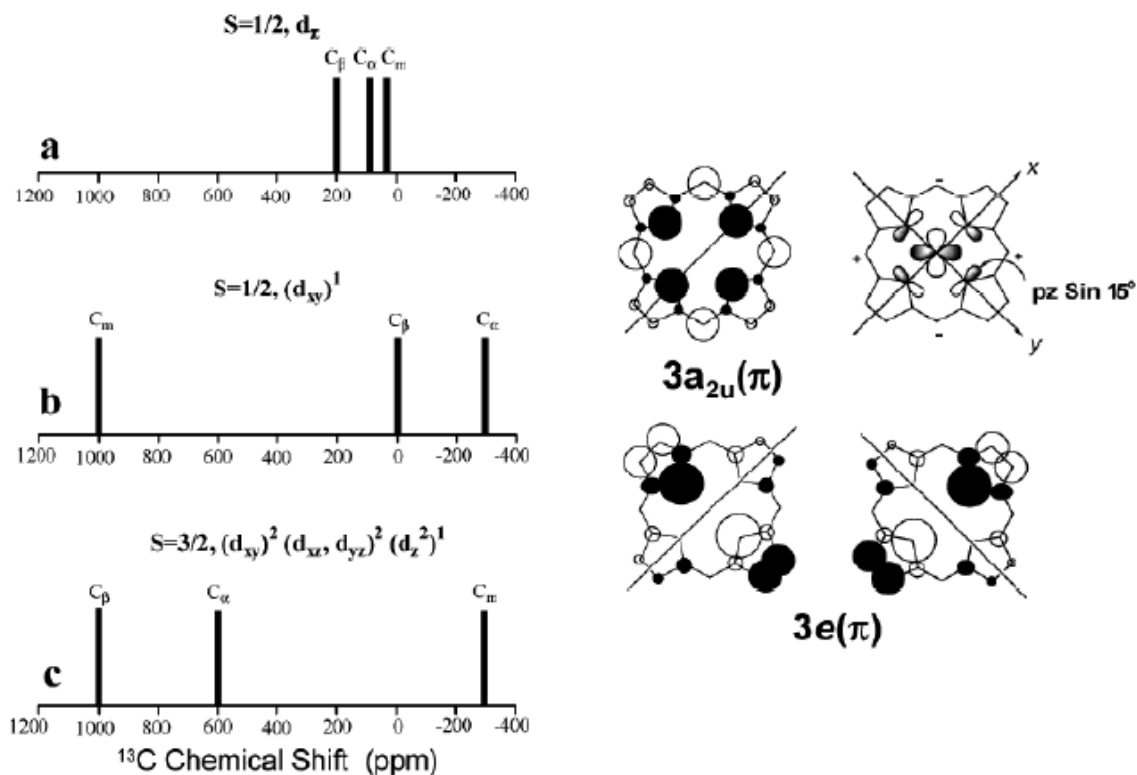 S=1/2, dπ
Cβ Cα Cm
a
1200 1000 800 600 400 200 0 -200 -400
S=1/2, (dxy)¹
Cm Cβ Cα
b
1200 1000 800 600 400 200 0 -200 -400
S=3/2, (dxy)² (dxz, dyz)² (dz²)¹
Cβ Cα Cm
c
1200 1000 800 600 400 200 0 -200 -400
¹³C Chemical Shift (ppm)
3a2u(π)
- x
+ +
pz Sin 15°
- y
3e(π)